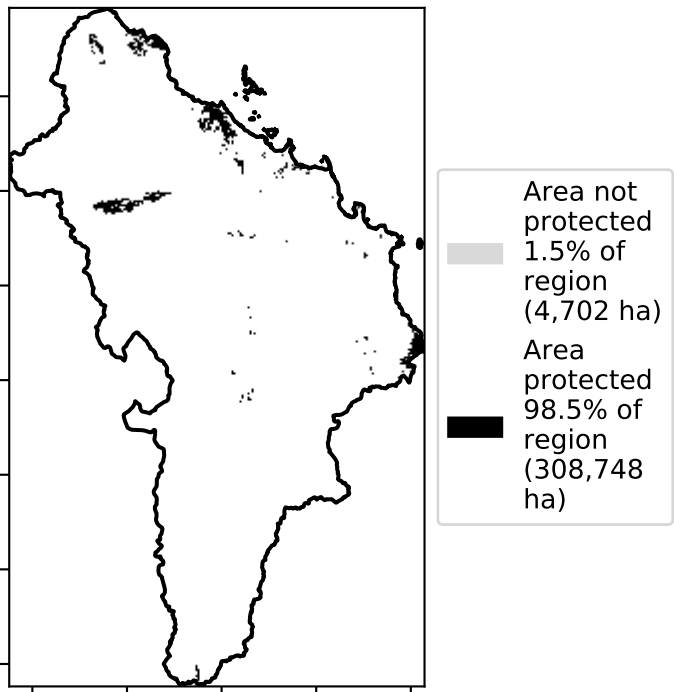 Area not
protected
1.5% of
region
(4,702 ha)
Area
protected
98.5% of
region
(308,748
ha)